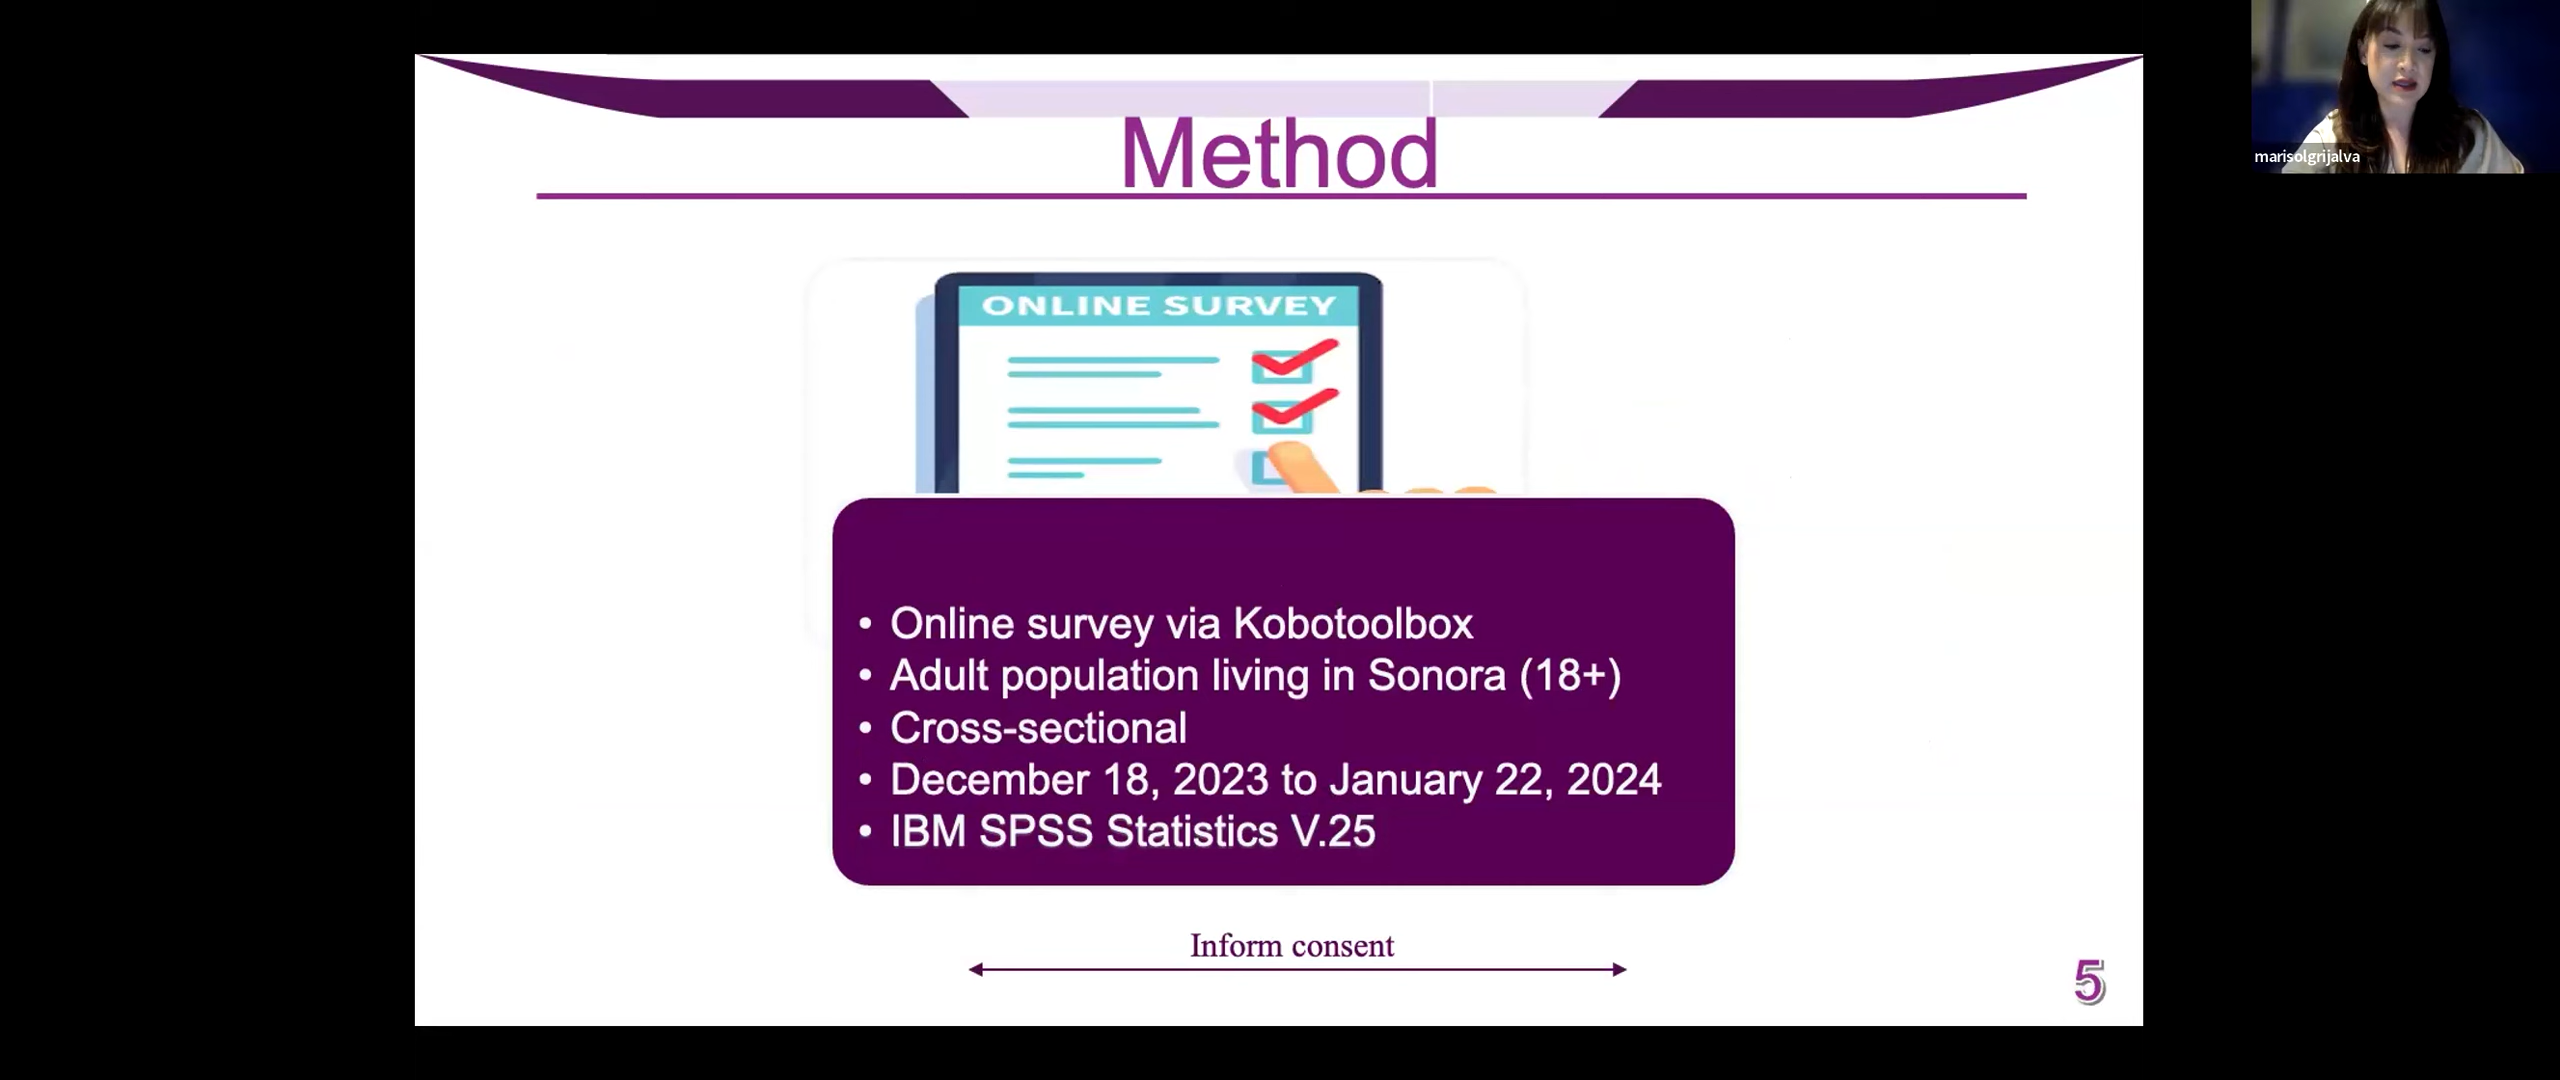 marisolgrijalva
Method
ONLINE SURVEY
• Online survey via Kobotoolbox
• Adult population living in Sonora (18+)
• Cross-sectional
• December 18, 2023 to January 22, 2024
• IBM SPSS Statistics V.25
Inform consent
5